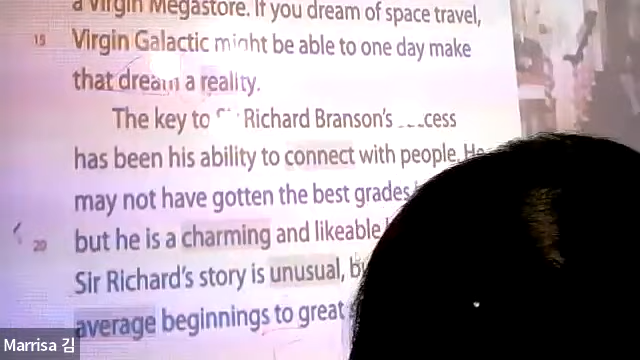 a Virgin Megastore. If you dream of space travel,
15 Virgin Galactic might be able to one day make
that dream a reality.
The key to Richard Branson's
has been his ability to connect with people. He
may not have gotten the best grades
20 but he is a charming and likeable
Sir Richard's story is unusual,
average beginnings to great
Marrisa 김